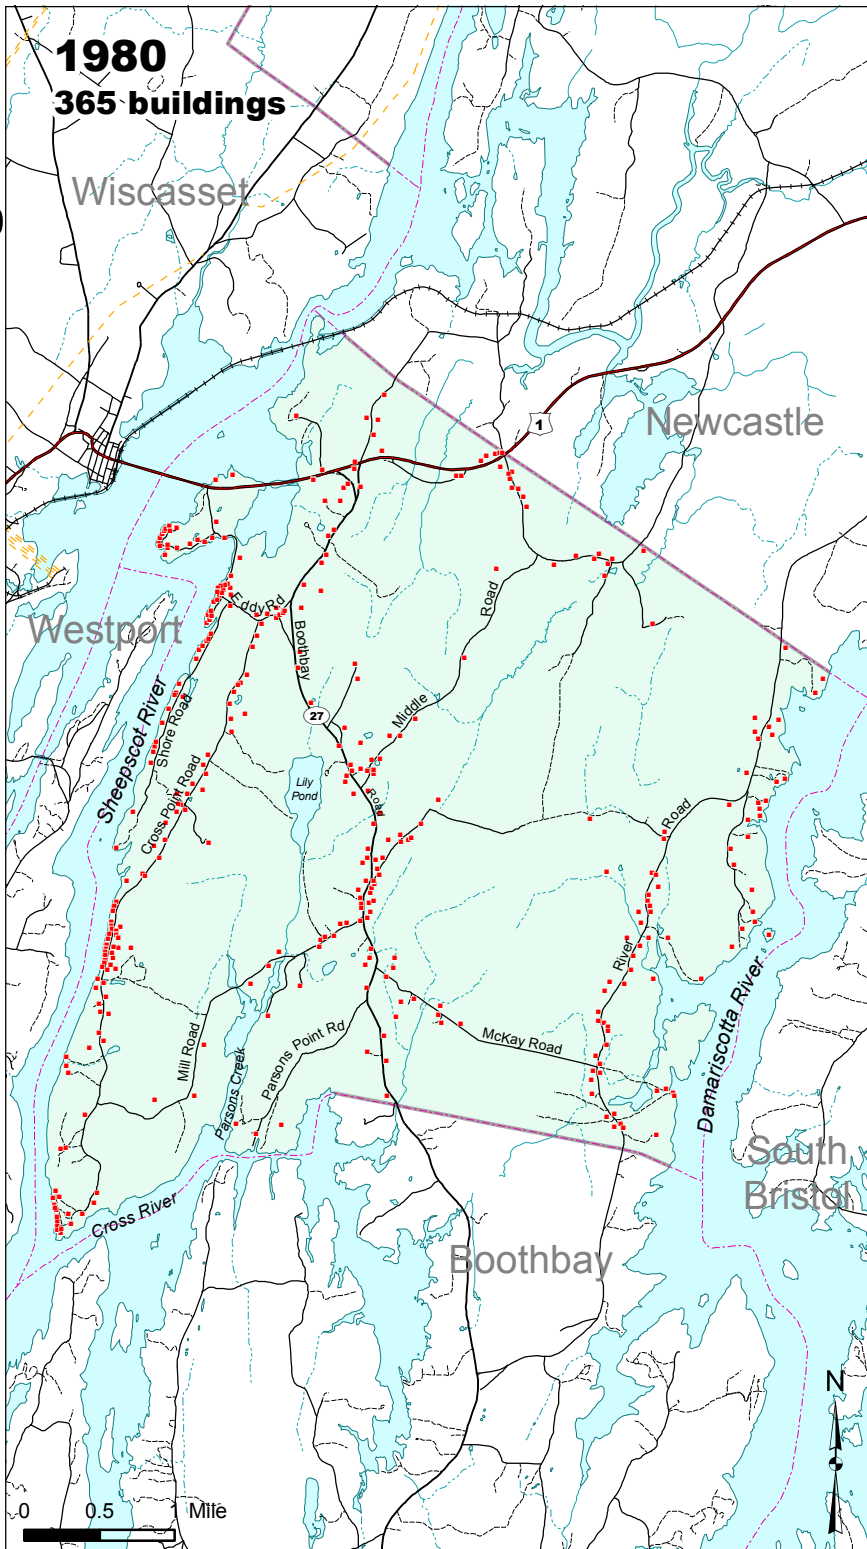 1980
365 buildings
Wiscasset
Newcastle
1
Westport
Eddy Rd
Road
Boothbay
Sheepscot River
Shore Road
27
Middle
Lily
Pond
Road
Cross Point Road
Road
River
Damariscotta River
McKay Road
Mill Road
Parsons Point Rd
Parsons Creek
South
Bristol
Cross River
Boothbay
N
0 0.5 1 Mile